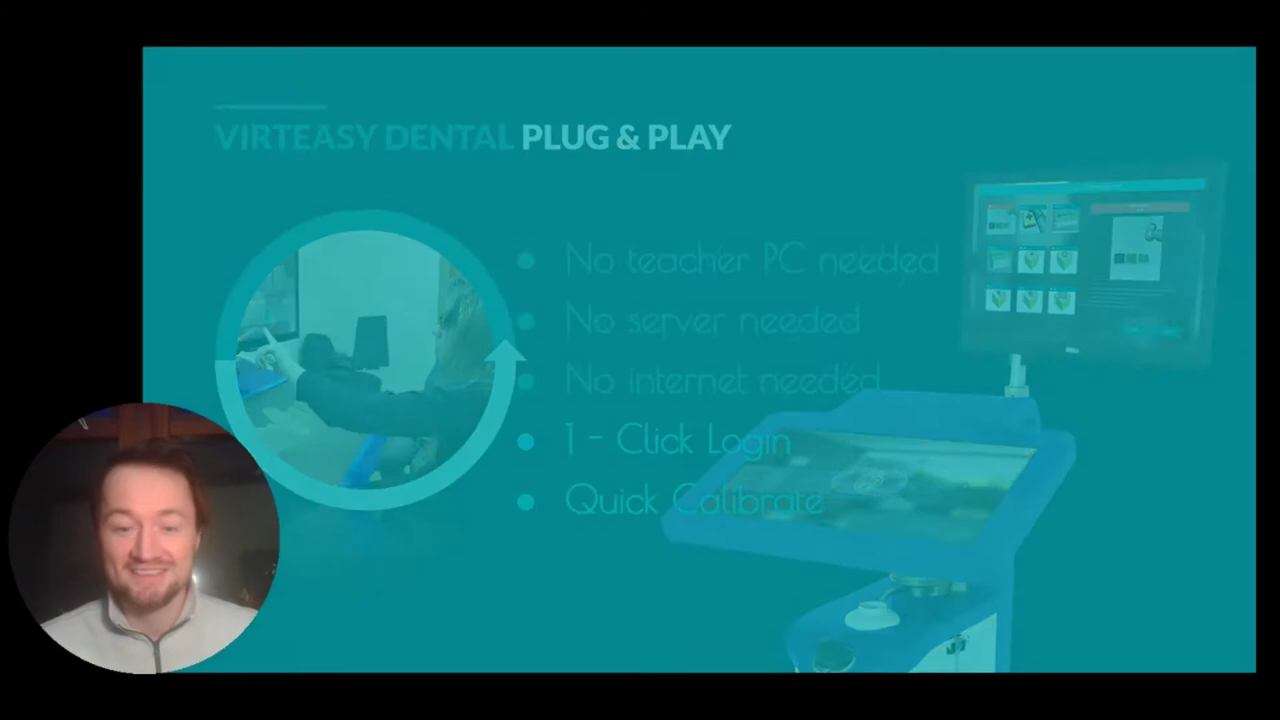 VIRTEASY DENTAL PLUG & PLAY
No teacher PC needed
No server needed
No internet needed
1 - Click Login
Quick Calibrate